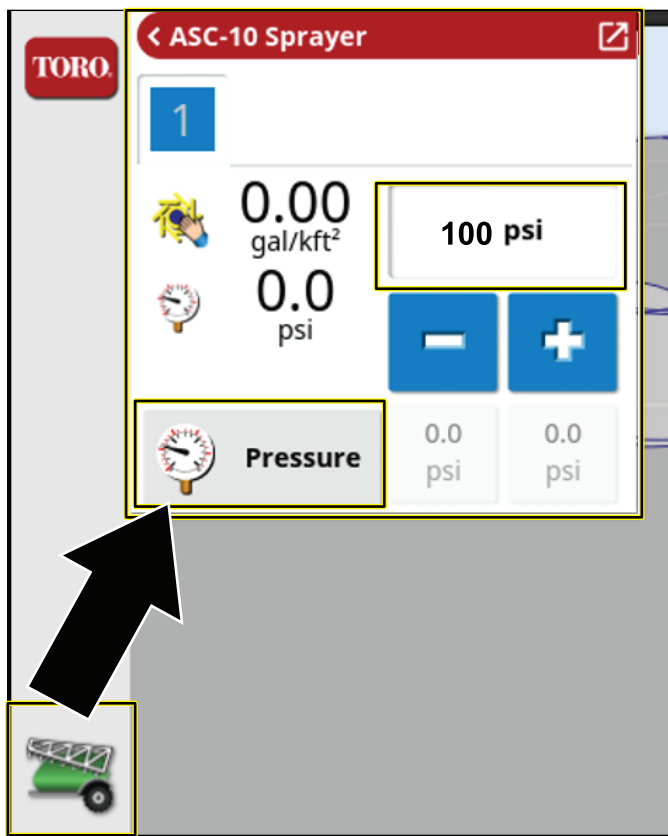 TORO.
ASC-10 Sprayer
1
0.00
gal/kft²
100 psi
0.0
psi
Pressure
0.0
psi
0.0
psi